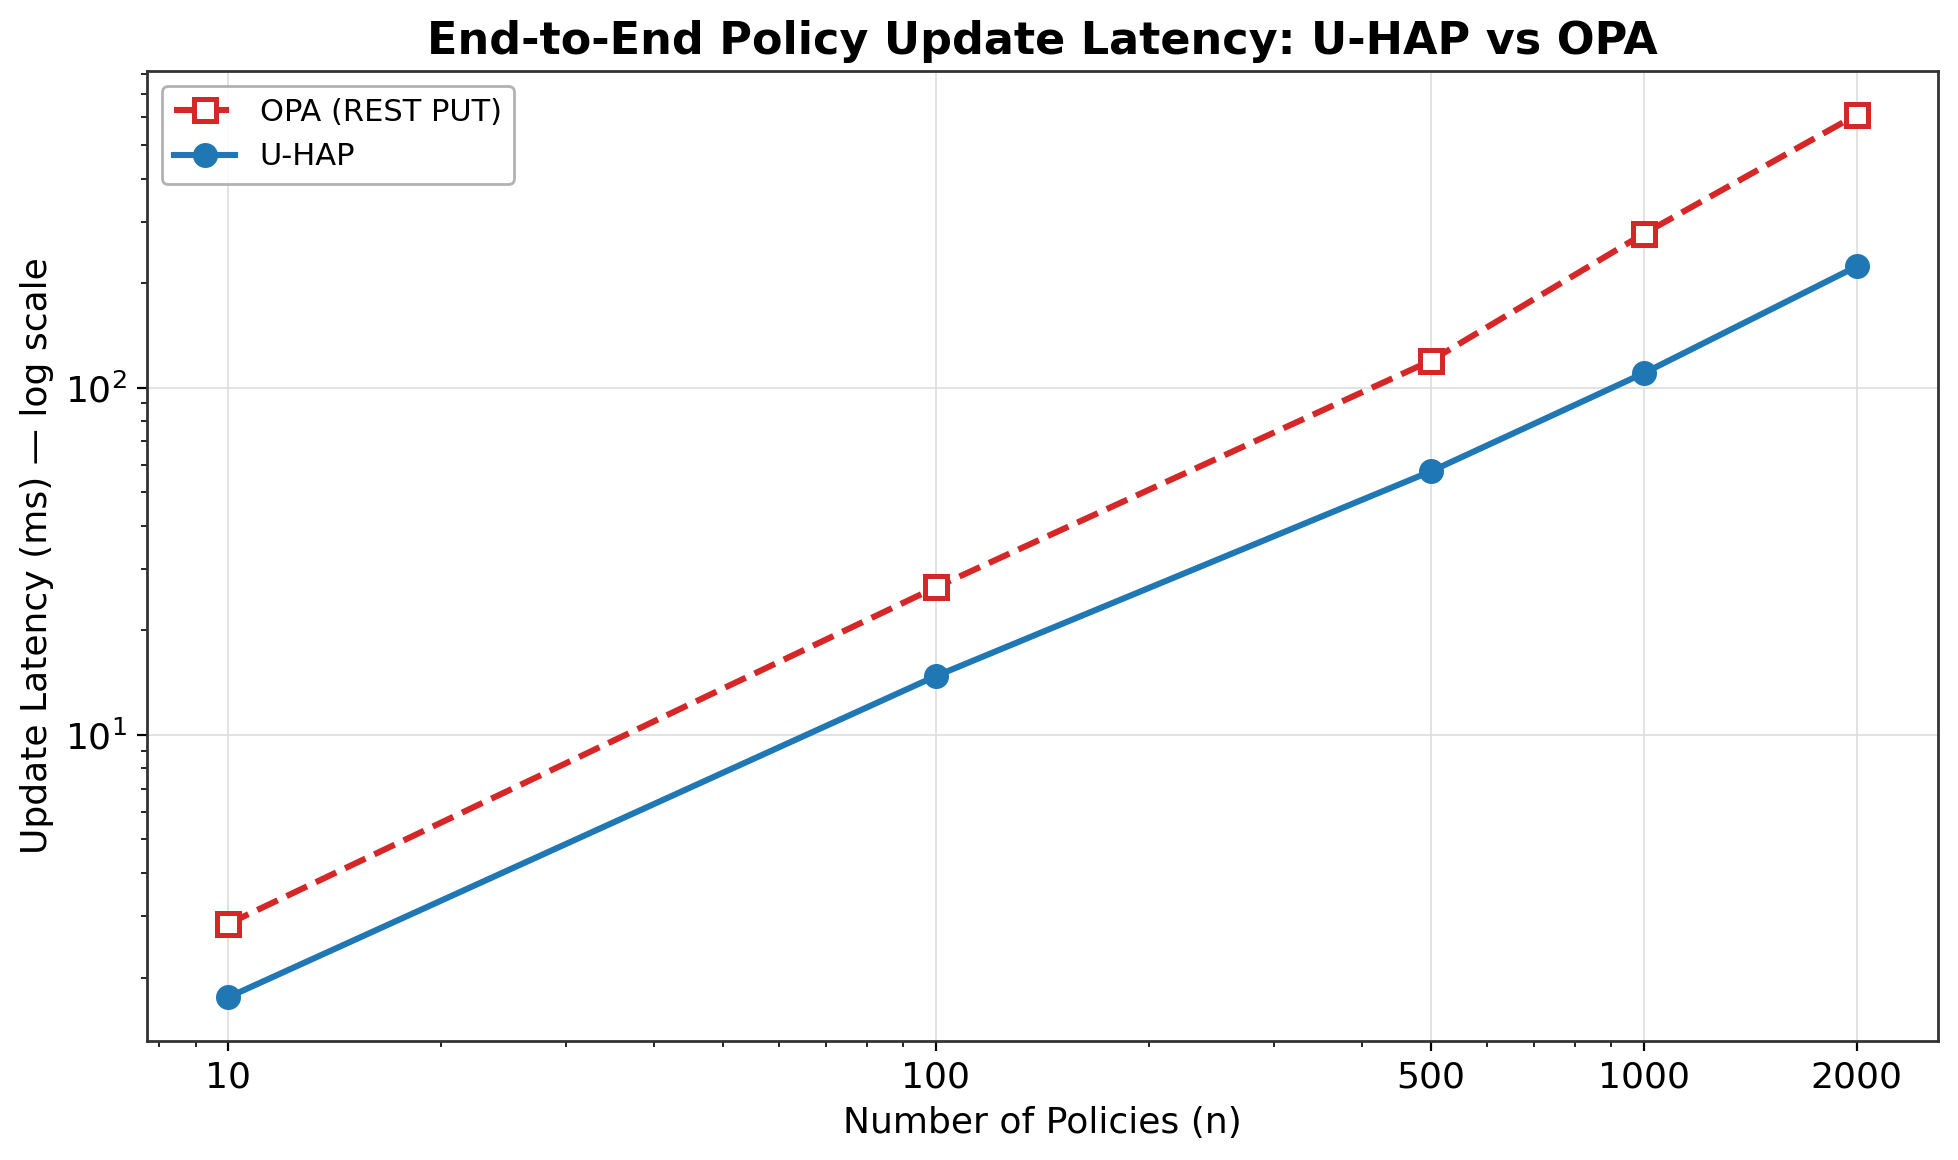 End-to-End Policy Update Latency: U-HAP vs OPA
OPA (REST PUT)
U-HAP
Update Latency (ms) — log scale
10²
10¹
10
100
500
1000
2000
Number of Policies (n)